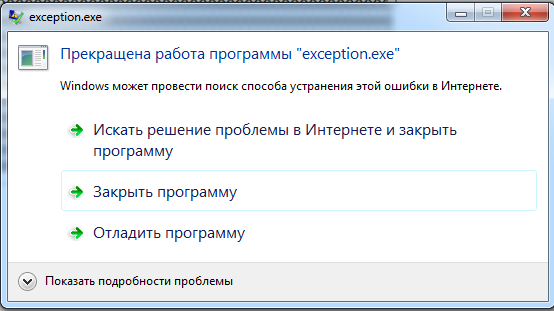 exception.exe
Прекращена работа программы "exception.exe"
Windows может провести поиск способа устранения этой ошибки в Интернете.
Искать решение проблемы в Интернете и закрыть
программу
Закрыть программу
Отладить программу
Показать подробности проблемы